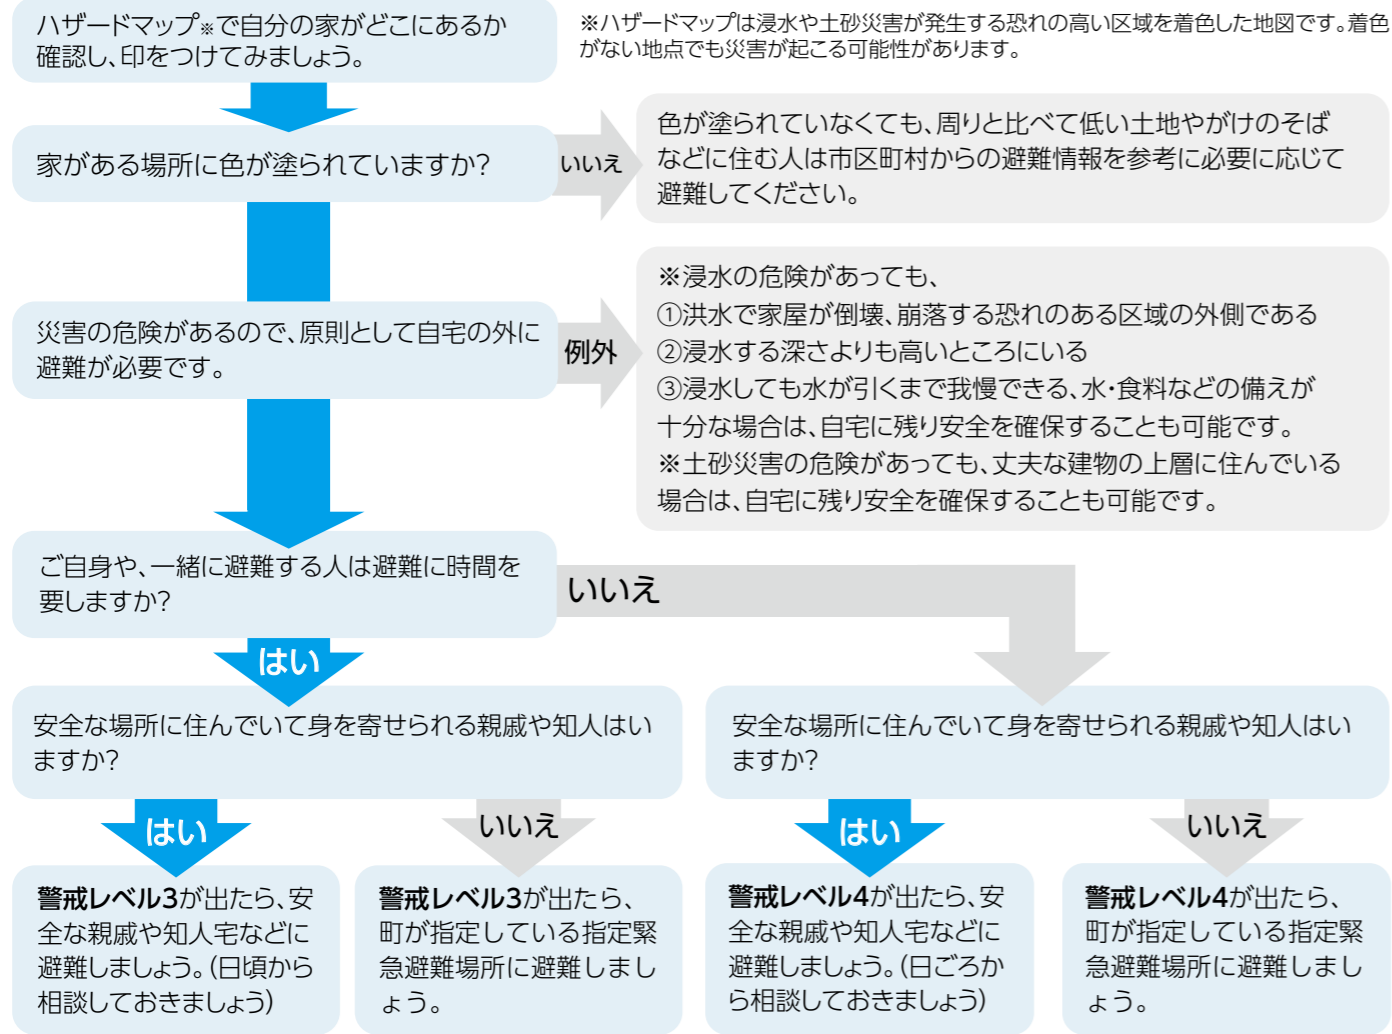 ハザードマップ※で自分の家がどこにあるか
確認し、印をつけてみましょう。
※ハザードマップは浸水や土砂災害が発生する恐れの高い区域を着色した地図です。着色
がない地点でも災害が起こる可能性があります。
家がある場所に色が塗られていますか?
いいえ
色が塗られていなくても、周りと比べて低い土地やがけのそば
などに住む人は市区町村からの避難情報を参考に必要に応じて
避難してください。
災害の危険があるので、原則として自宅の外に
避難が必要です。
例外
※浸水の危険があっても、
①洪水で家屋が倒壊、崩落する恐れのある区域の外側である
②浸水する深さよりも高いところにいる
③浸水しても水が引くまで我慢できる、水・食料などの備えが
十分な場合は、自宅に残り安全を確保することも可能です。
※土砂災害の危険があっても、丈夫な建物の上層に住んでいる
場合は、自宅に残り安全を確保することも可能です。
ご自身や、一緒に避難する人は避難に時間を
要しますか?
いいえ
はい
安全な場所に住んでいて身を寄せられる親戚や知人はい
ますか?
はい
いいえ
警戒レベル3が出たら、安
全な親戚や知人宅などに
避難しましょう。(日頃から
相談しておきましょう)
警戒レベル3が出たら、
町が指定している指定緊
急避難場所に避難しまし
ょう。
安全な場所に住んでいて身を寄せられる親戚や知人はい
ますか?
はい
いいえ
警戒レベル4が出たら、安
全な親戚や知人宅などに
避難しましょう。(日ごろか
ら相談しておきましょう)
警戒レベル4が出たら、
町が指定している指定緊
急避難場所に避難しまし
ょう。